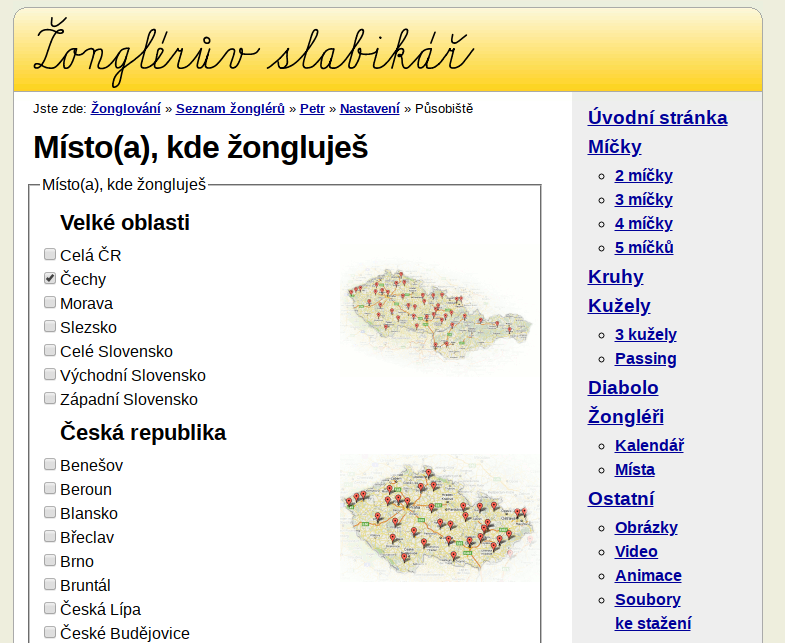 Žonglérův slabikář
Jste zde: Žonglování » Seznam žonglérů » Petr » Nastavení » Působiště
Místo(a), kde žongluješ
Místo(a), kde žongluješ
Velké oblasti
Celá ČR
Čechy
Morava
Slezsko
Celé Slovensko
Východní Slovensko
Západní Slovensko
Česká republika
Benešov
Beroun
Blansko
Břeclav
Brno
Bruntál
Česká Lípa
České Budějovice
Úvodní stránka
Míčky
2 míčky
3 míčky
4 míčky
5 míčků
Kruhy
Kužely
3 kužely
Passing
Diabolo
Žongléři
Kalendář
Místa
Ostatní
Obrázky
Video
Animace
Soubory
ke stažení